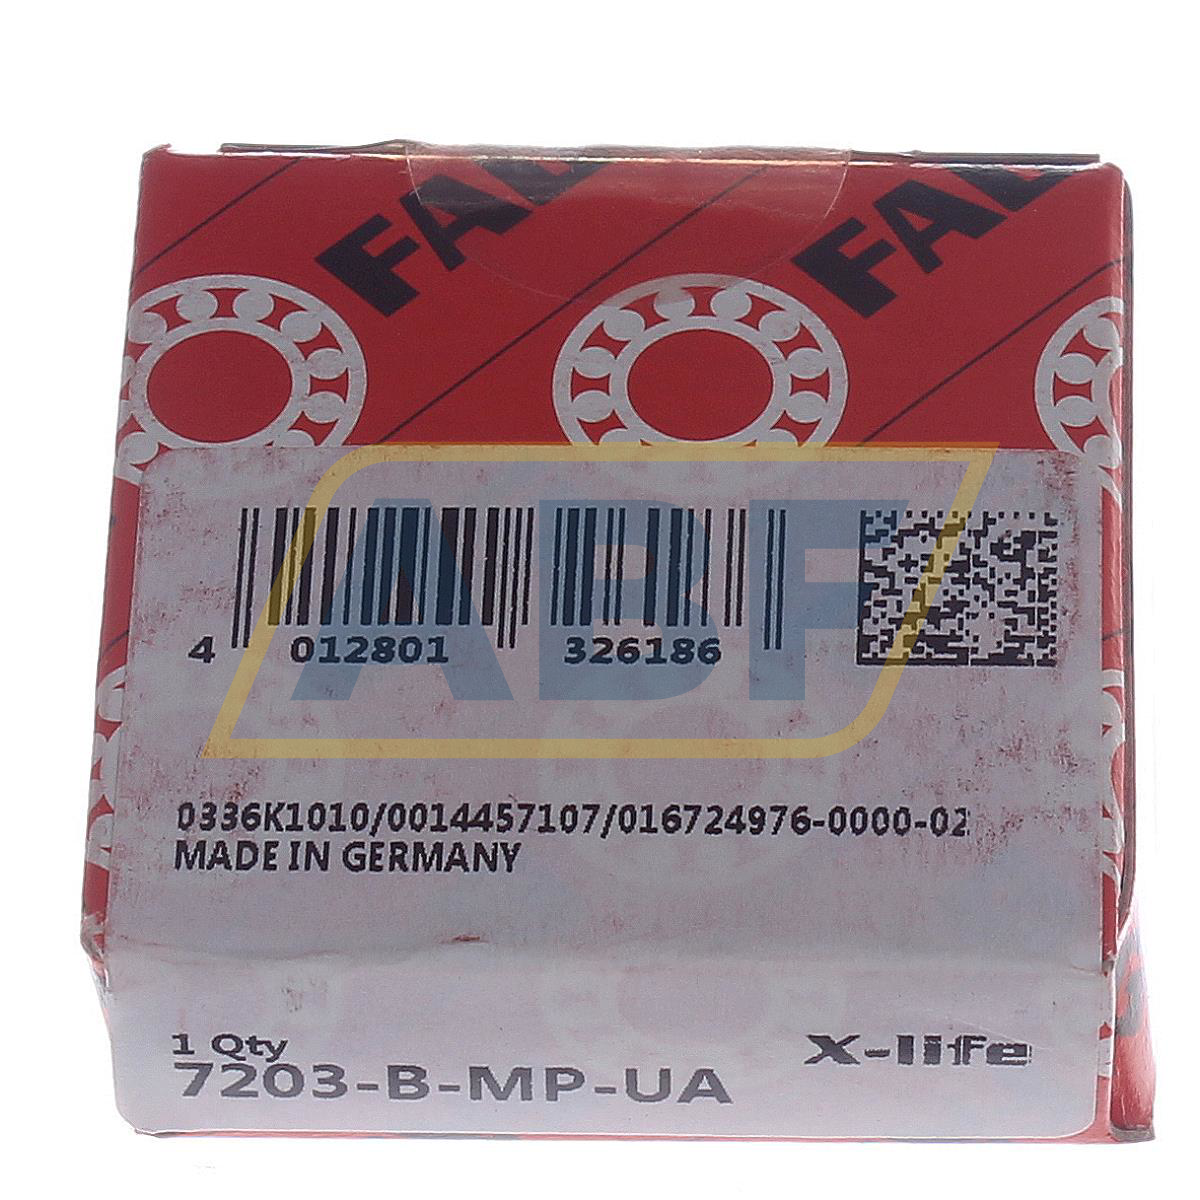 FAG FAG
ABF
4 012801 326186
0336K1010/0014457107/016724976-0000-02
MADE IN GERMANY
1 Qty
X-life
7203-B-MP-UA